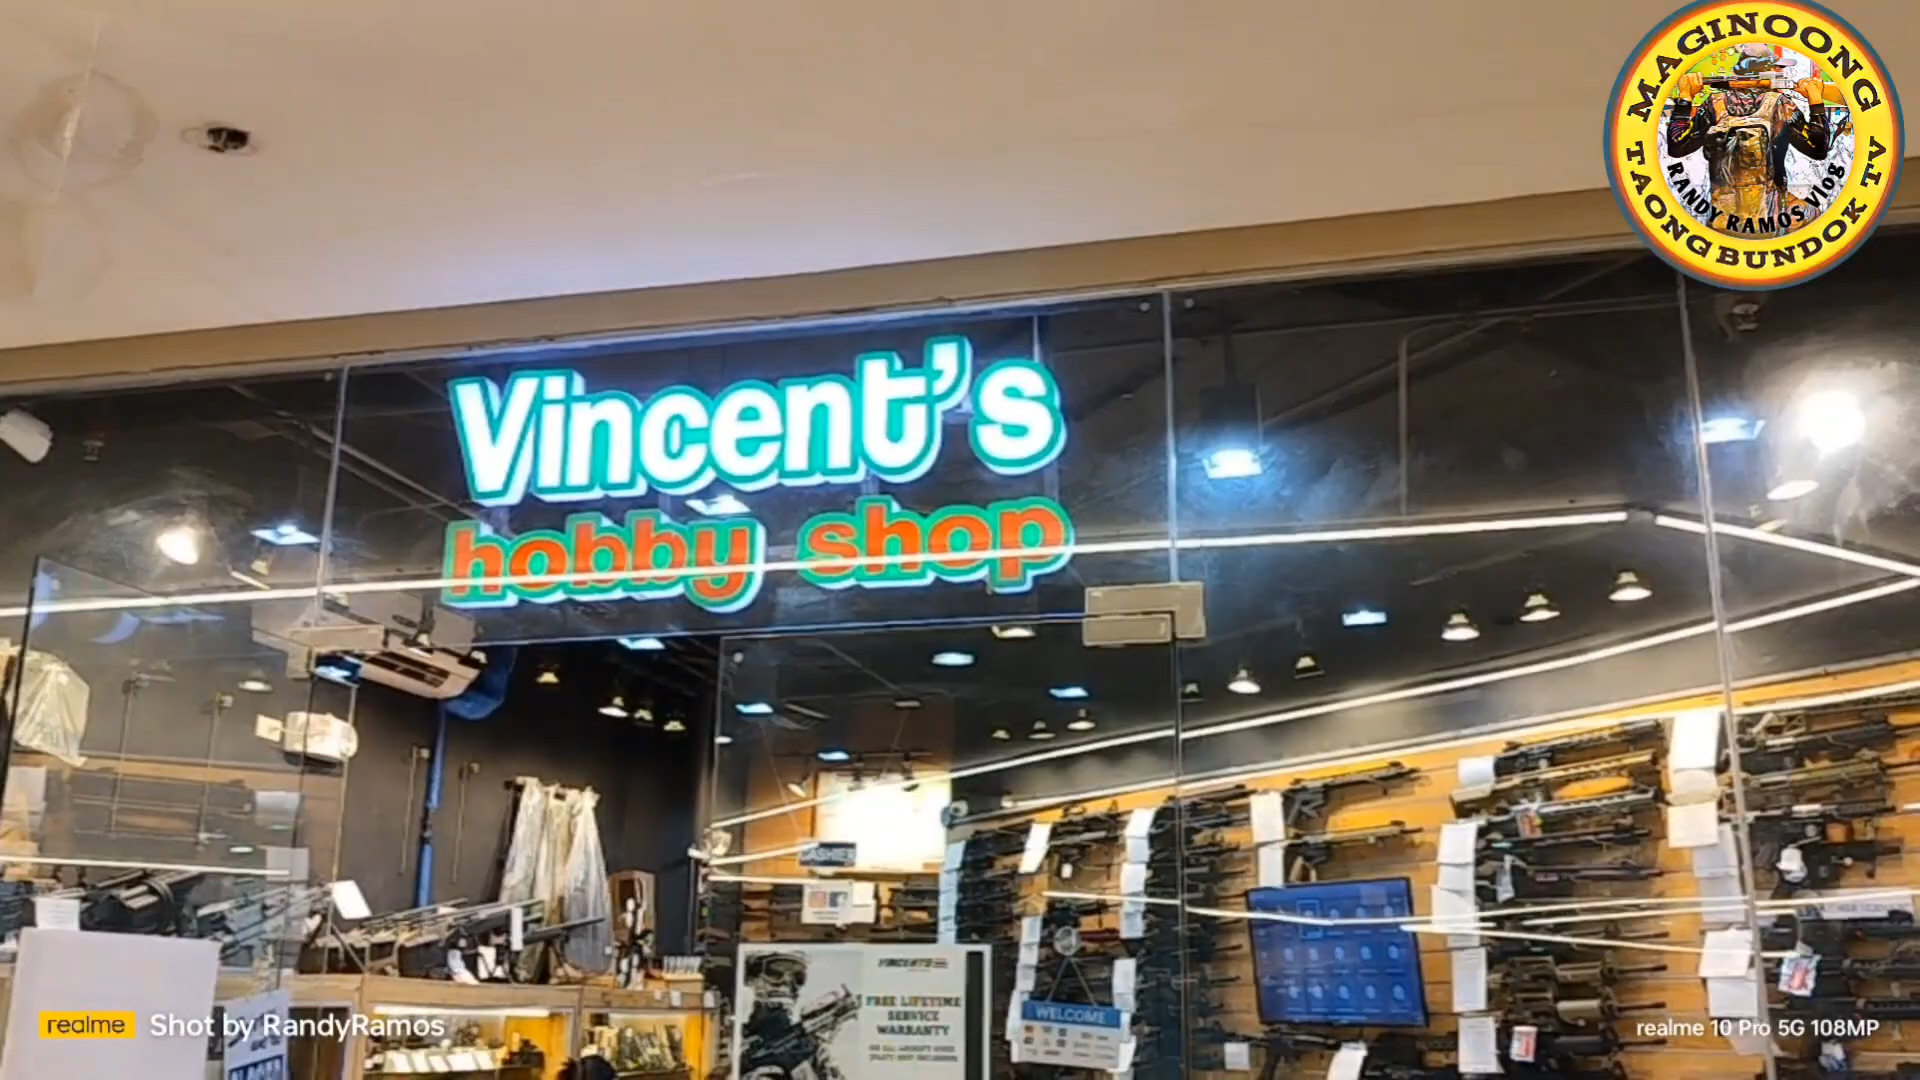 MAGINOONG
TAONG BUNDOK TV
RANDY RAMOS Vlog
Vincent's
hobby shop
CASHIER
VINCENT'S
FREE LIFETIME
SERVICE
WARRANTY
WELCOME
realme Shot by RandyRamos
realme 10 Pro 5G 108MP